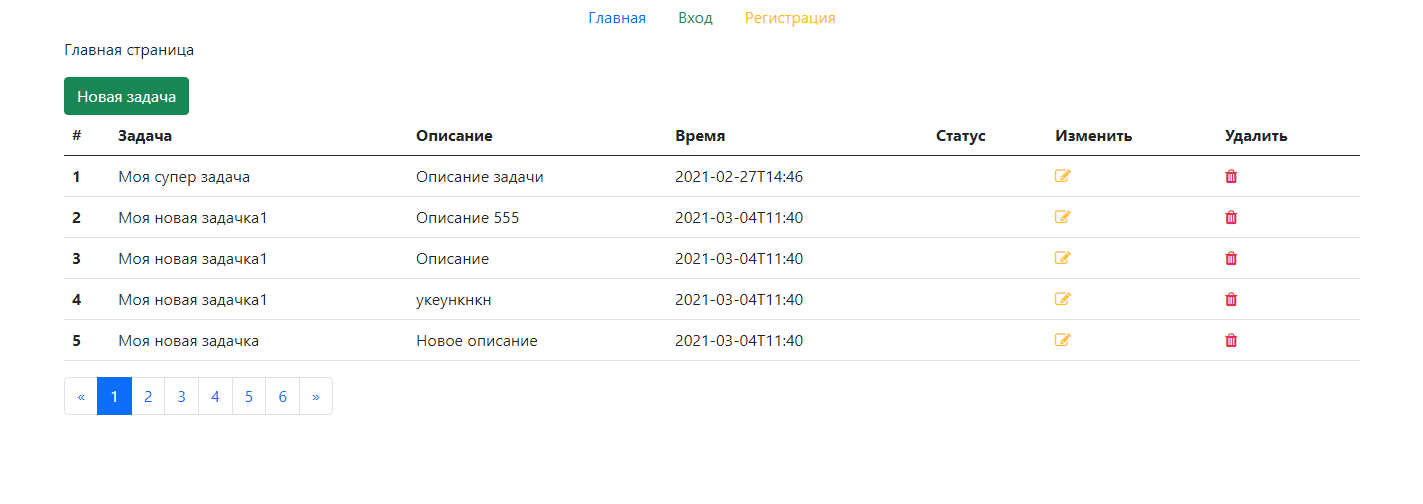 Главная Вход Регистрация
Главная страница
Новая задача
# Задача Описание Время Статус Изменить Удалить
1 Моя супер задача Описание задачи 2021-02-27T14:46
2 Моя новая задачка1 Описание 555 2021-03-04T11:40
3 Моя новая задачка1 Описание 2021-03-04T11:40
4 Моя новая задачка1 укеункнкн 2021-03-04T11:40
5 Моя новая задачка Новое описание 2021-03-04T11:40
« 1 2 3 4 5 6 »